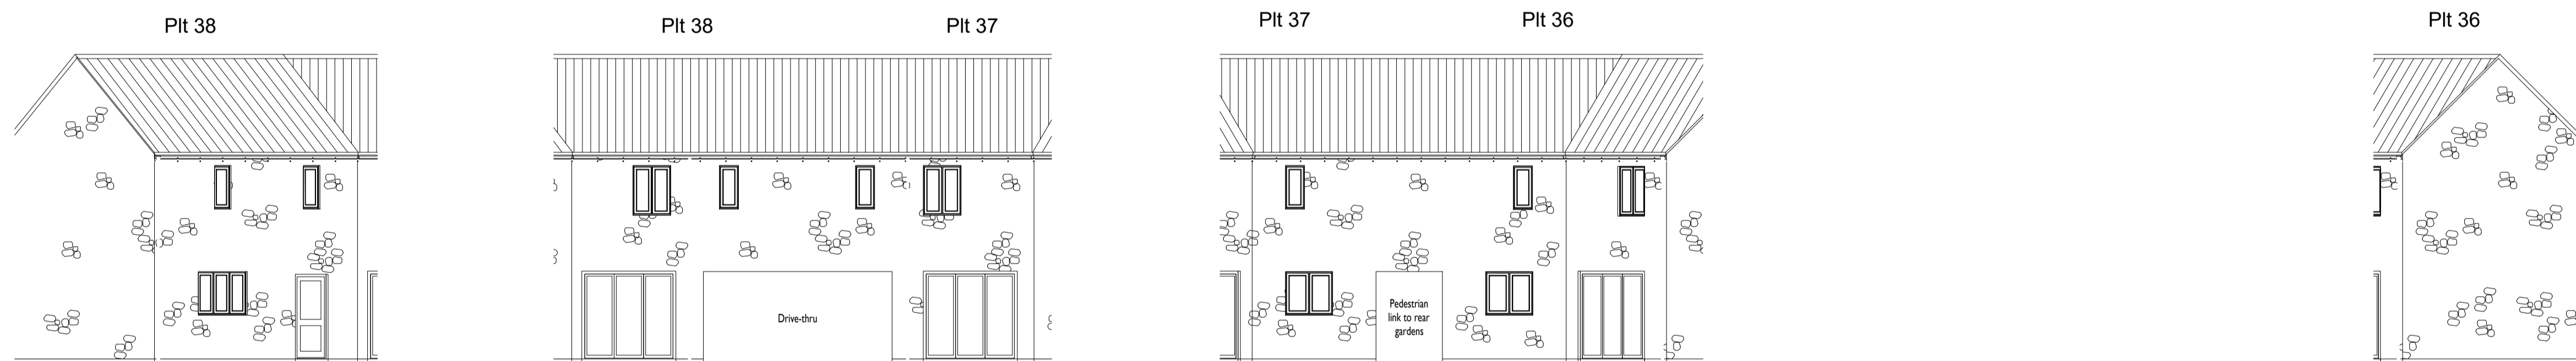 Plt 38
Plt 38
Plt 37
Plt 37
Plt 36
Plt 36
Drive-thru
Pedestrian
link to rear
gardens